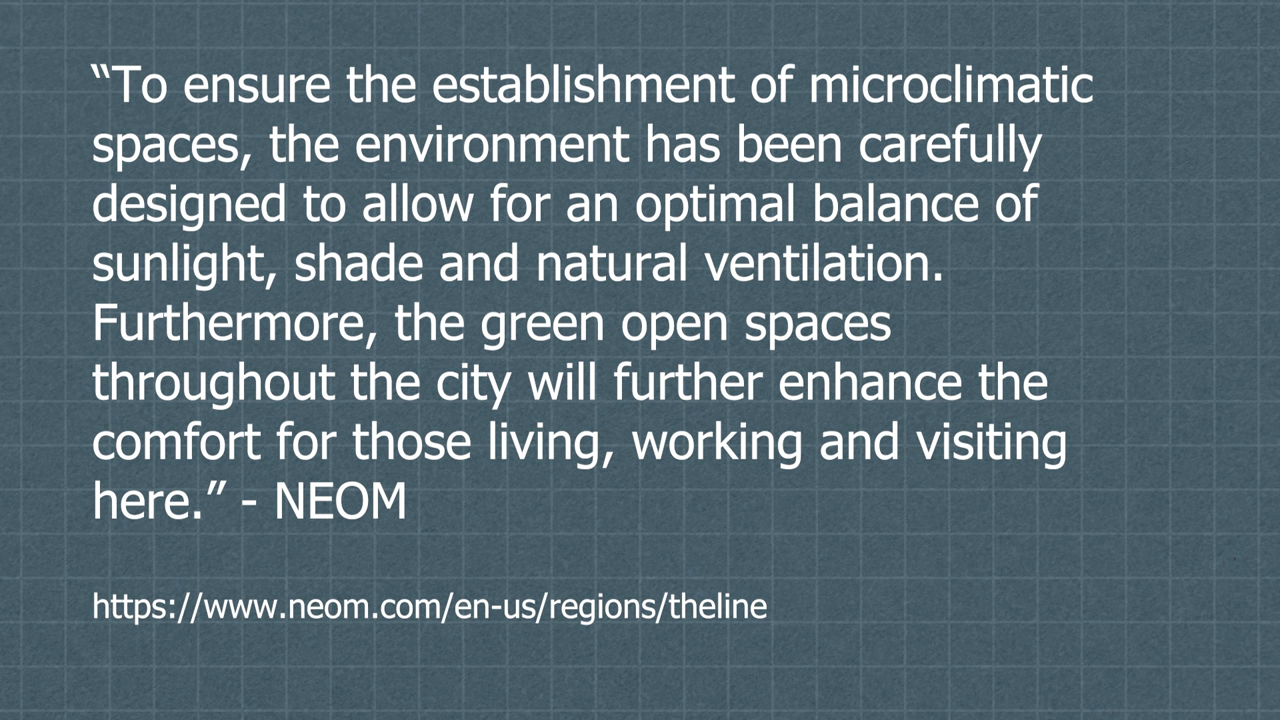 “To ensure the establishment of microclimatic
spaces, the environment has been carefully
designed to allow for an optimal balance of
sunlight, shade and natural ventilation.
Furthermore, the green open spaces
throughout the city will further enhance the
comfort for those living, working and visiting
here.” - NEOM
https://www.neom.com/en-us/regions/theline